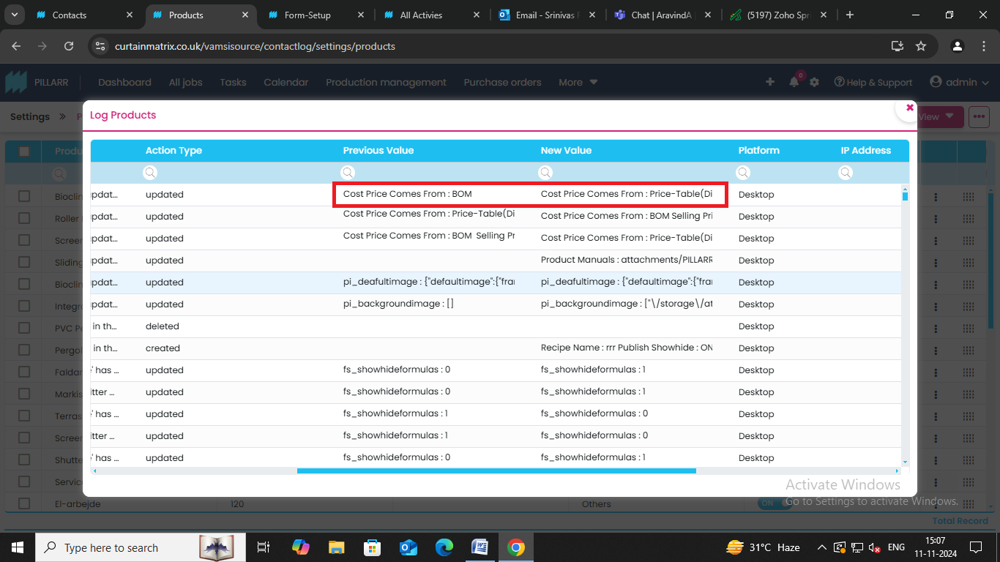 Contacts
Products
Form-Setup
All Activies
Email - Srinivas
Chat | AravindA
(5197) Zoho Spri
curtainmatrix.co.uk/vamsisource/contactlog/settings/products
PILLARR Dashboard All jobs Tasks Calendar Production management Purchase orders More 0 Help & Support admin
Settings » View
Log Products
Action Type Previous Value New Value Platform IP Address
updat... updated Cost Price Comes From : BOM Cost Price Comes From : Price-Table(Di Desktop
updat... updated Cost Price Comes From : Price-Table(Di Cost Price Comes From : BOM Selling Pri Desktop
updat... updated Cost Price Comes From : BOM Selling Pr Cost Price Comes From : Price-Table(Di Desktop
updat... updated Product Manuals : attachments/PILLARR Desktop
updat... updated pi_deafultimage : {"defaultimage":{"frar pi_deafultimage : {"defaultimage":{"frar Desktop
updat... updated pi_backgroundimage : [] pi_backgroundimage : ["\/storage\/at Desktop
in th... deleted Desktop
in th... created Recipe Name : rrr Publish Showhide : ON Desktop
' has ... updated fs_showhideformulas : 0 fs_showhideformulas : 1 Desktop
itter ... updated fs_showhideformulas : 0 fs_showhideformulas : 1 Desktop
' has ... updated fs_showhideformulas : 1 fs_showhideformulas : 0 Desktop
itter ... updated fs_showhideformulas : 1 fs_showhideformulas : 0 Desktop
' has ... updated fs_showhideformulas : 0 fs_showhideformulas : 1 Desktop
Produ
Bioclin
Roller
Screen
Sliding
Bioclin
Integr
PVC Pe
Pergol
Faldar
Markis
Terras
Screen
Shutte
Servic
El-arbejde 120 Others ON
Total Record
Activate Windows
Go to Settings to activate Windows.
Type here to search
31°C Haze
ENG
15:07
11-11-2024